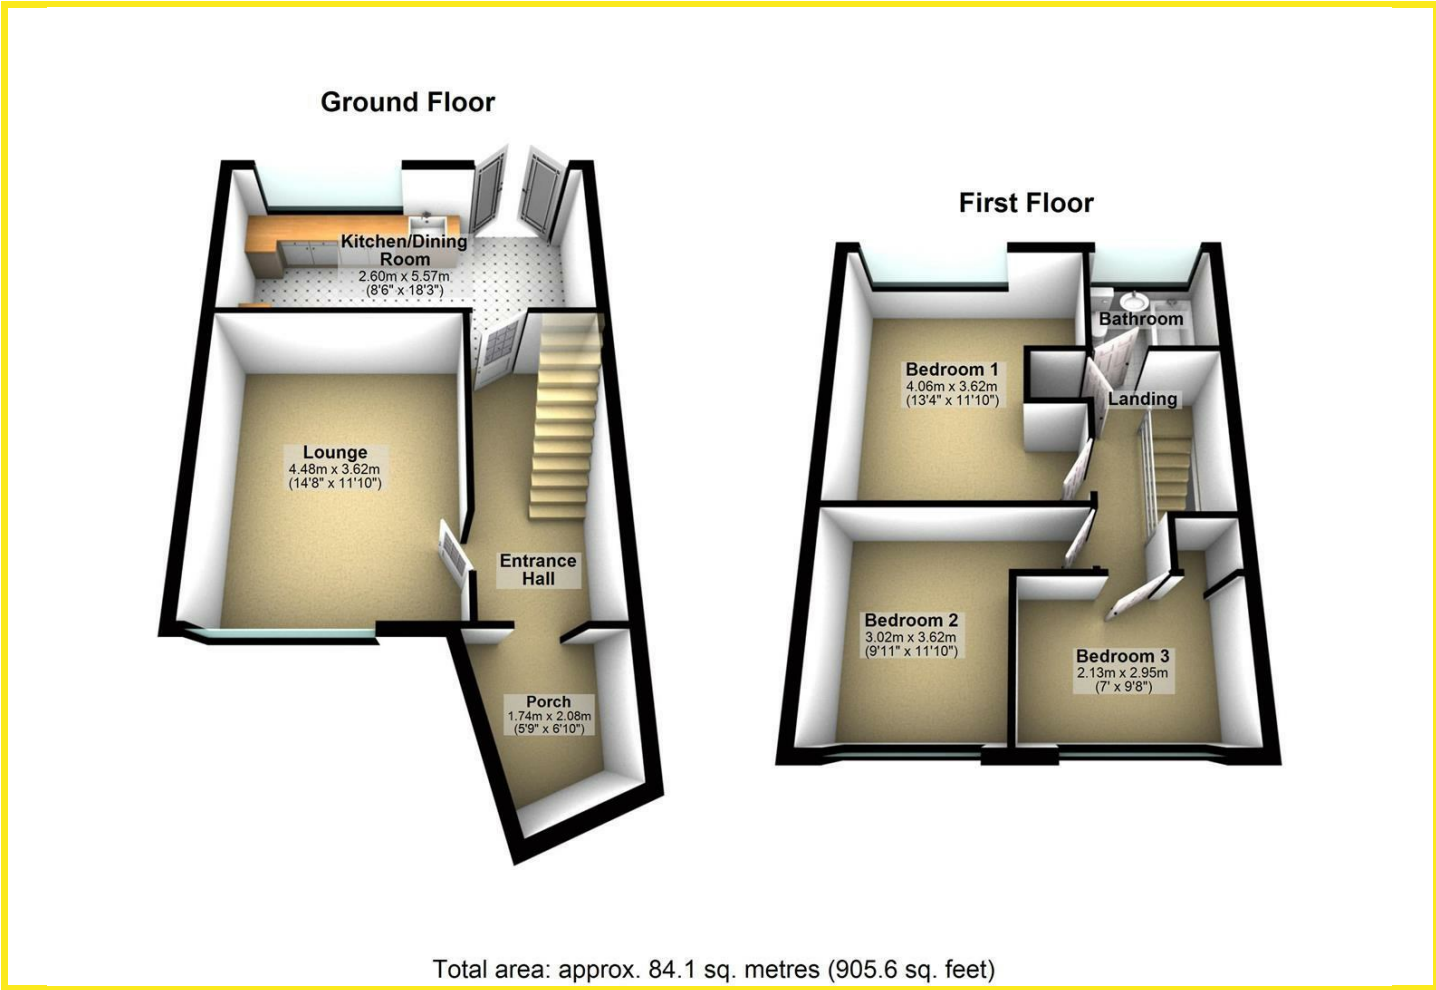 Ground Floor
Kitchen/Dining
Room
2.60m x 5.57m
(8'6" x 18'3")
Lounge
4.48m x 3.62m
(14'8" x 11'10")
Entrance
Hall
Porch
1.74m x 2.08m
(5'9" x 6'10")
First Floor
Bathroom
Bedroom 1
4.06m x 3.62m
(13'4" x 11'10")
Landing
Bedroom 2
3.02m x 3.62m
(9'11" x 11'10")
Bedroom 3
2.13m x 2.95m
(7' x 9'8")
Total area: approx. 84.1 sq. metres (905.6 sq. feet)